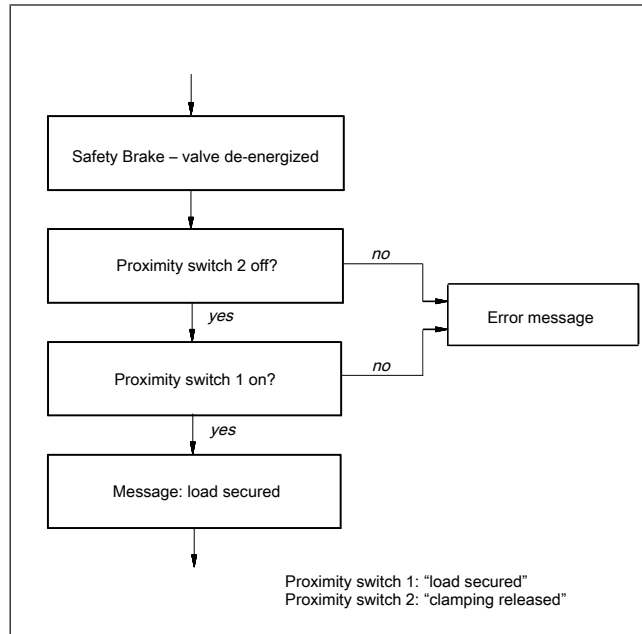 Safety Brake – valve de-energized
Proximity switch 2 off?
no
Error message
yes
Proximity switch 1 on?
no
yes
Message: load secured
Proximity switch 1: “load secured”
Proximity switch 2: “clamping released”